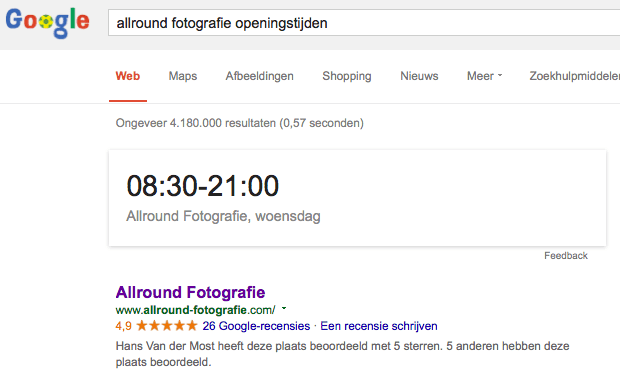 Google
allround fotografie openingstijden
Web Maps Afbeeldingen Shopping Nieuws Meer Zoekhulpmiddelen
Ongeveer 4.180.000 resultaten (0,57 seconden)
08:30-21:00
Allround Fotografie, woensdag
Feedback
Allround Fotografie
www.allround-fotografie.com/
4,9 ★★★★★ 26 Google-recensies · Een recensie schrijven
Hans Van der Most heeft deze plaats beoordeeld met 5 sterren. 5 anderen hebben deze
plaats beoordeeld.